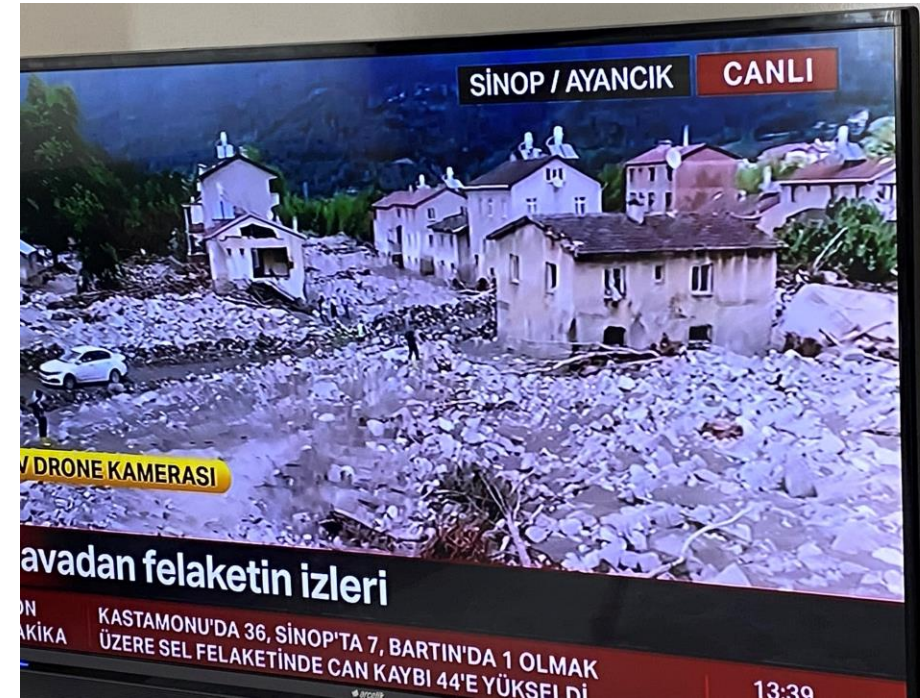 SİNOP / AYANCIK
CANLI
DRONE KAMERASI
avadan felaketin izleri
KASTAMONU'DA 36, SİNOP'TA 7, BARTIN'DA 1 OLMAK
ÜZERE SEL FELAKETİNDE CAN KAYBI 44'E YÜKSELDİ
13:39
arcelik